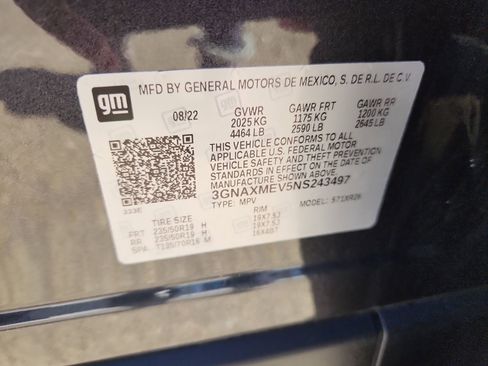 gm
MFD BY GENERAL MOTORS DE MEXICO, S. DE R.L. DE C.V.
08/22 GVWR GAWR FRT GAWR RR
2025 KG 1175 KG 1200 KG
4464 LB 2590 LB 2645 LB
THIS VEHICLE CONFORMS TO ALL
APPLICABLE U.S. FEDERAL MOTOR
VEHICLE SAFETY AND THEFT PREVENTION
STANDARDS IN EFFECT ON THE DATE OF
MANUFACTURE SHOWN ABOVE.
3GNAXMEV5NS243497
TYPE: MPV MODEL: 571XR26
TIRE SIZE RIM
FRT 235/50R19 H 19X7.5J
RR 235/50R19 H 19X7.5J
SPA T135/70R16 M 16X4BT